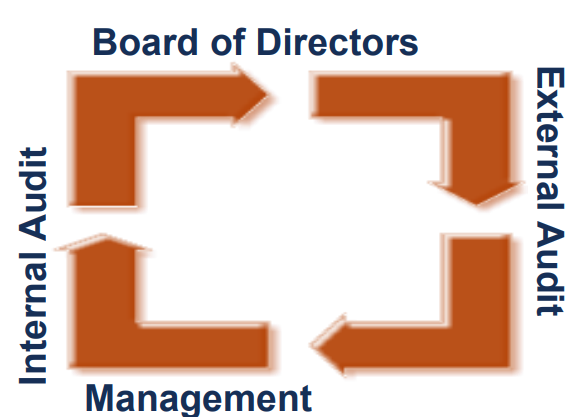 Board of Directors
External Audit
Internal Audit
Management